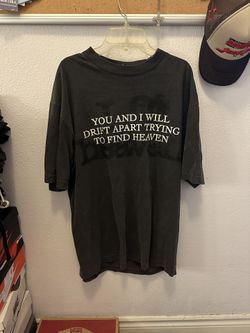 YOU AND I WILL
DRIFT APART TRYING
TO FIND HEAVEN